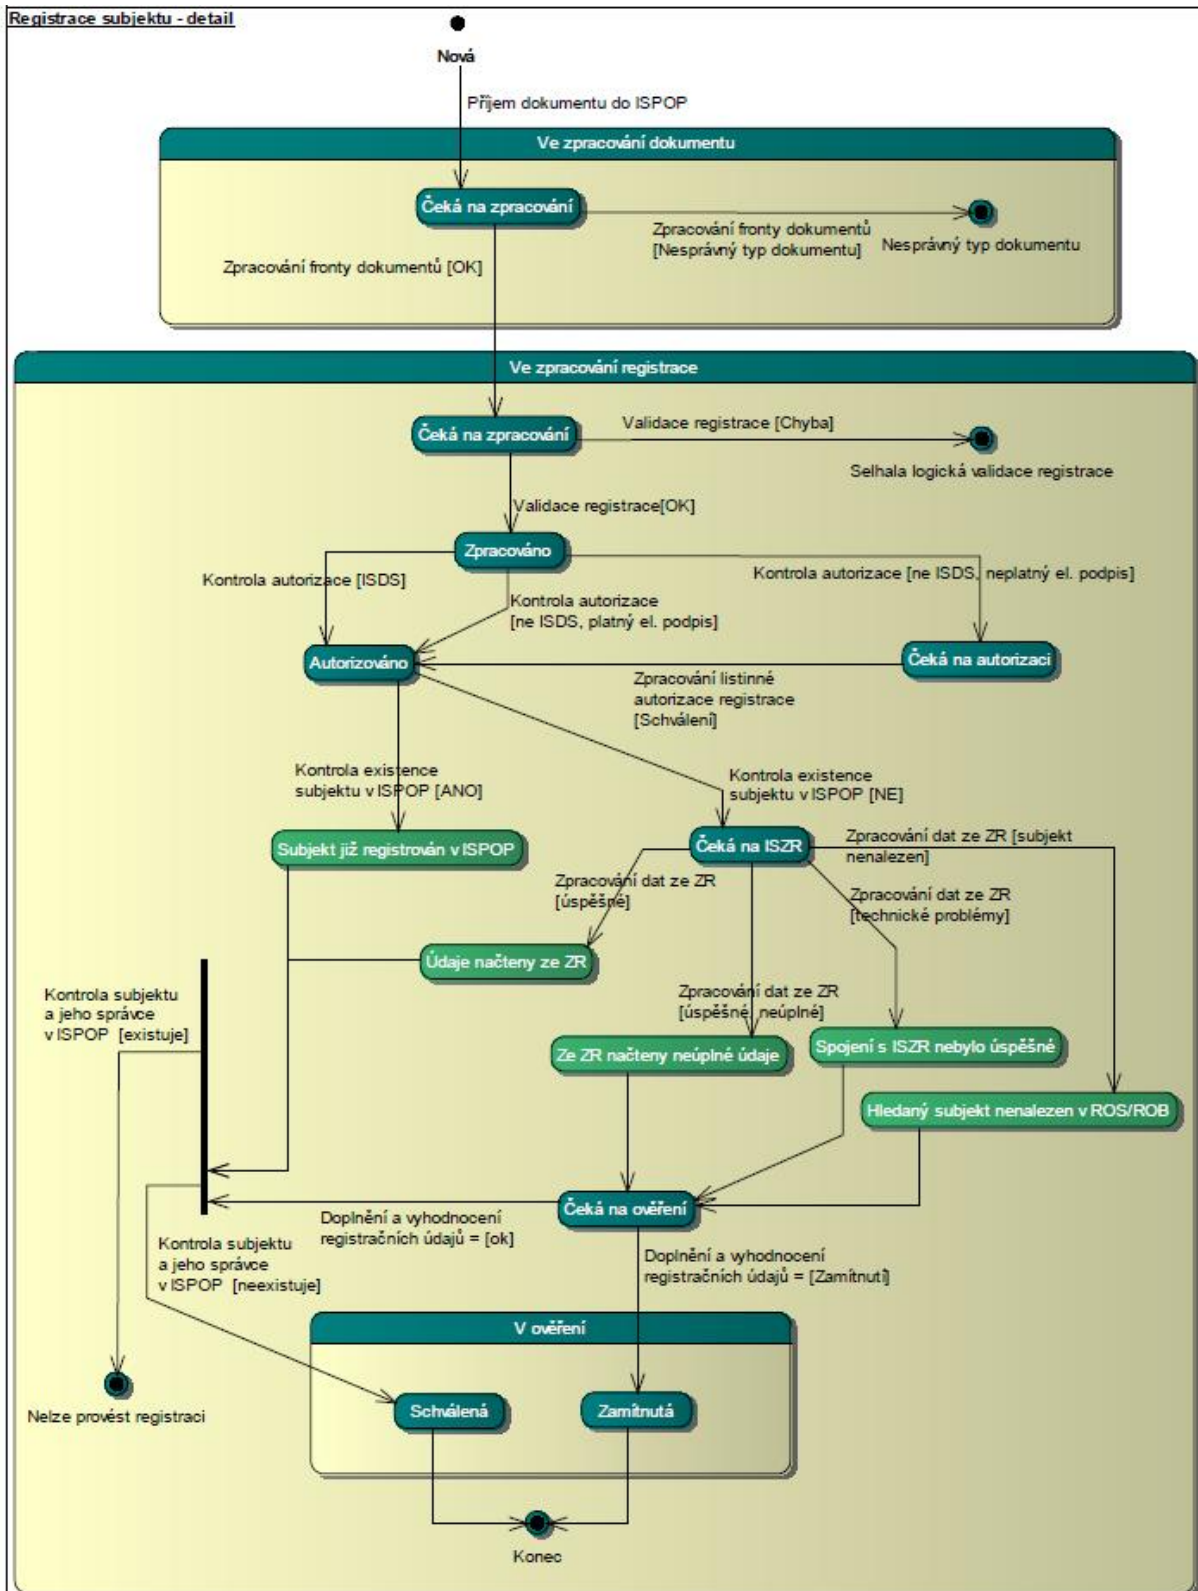 Registrace subjektu - detail
Nová
Příjem dokumentu do ISPOP
Ve zpracování dokumentu
Čeká na zpracování
Zpracování fronty dokumentů
[Nesprávný typ dokumentu]
Nesprávný typ dokumentu
Zpracování fronty dokumentů [OK]
Ve zpracování registrace
Čeká na zpracování
Validace registrace [Chyba]
Selhala logická validace registrace
Validace registrace[OK]
Zpracováno
Kontrola autorizace [ISDS]
Kontrola autorizace [ne ISDS, neplatný el. podpis]
Kontrola autorizace
[ne ISDS, platný el. podpis]
Autorizováno
Čeká na autorizaci
Zpracování listinné
autorizace registrace
[Schválení]
Kontrola existence
subjektu v ISPOP [ANO]
Kontrola existence
subjektu v ISPOP [NE]
Subjekt již registrován v ISPOP
Čeká na ISZR
Zpracování dat ze ZR [subjekt
nenalezen]
Zpracování dat ze ZR
[úspěšné]
Zpracování dat ze ZR
[technické problémy]
Údaje načteny ze ZR
Kontrola subjektu
a jeho správce
v ISPOP [existuje]
Zpracování dat ze ZR
[úspěšné, neúplné]
Ze ZR načteny neúplné údaje
Spojení s ISZR nebylo úspěšné
Hledaný subjekt nenalezen v ROS/ROB
Čeká na ověření
Doplnění a vyhodnocení
registračních údajů = [ok]
Kontrola subjektu
a jeho správce
v ISPOP [neexistuje]
Doplnění a vyhodnocení
registračních údajů = [Zamítnutí]
V ověření
Schválená
Zamítnutá
Nelze provést registraci
Konec